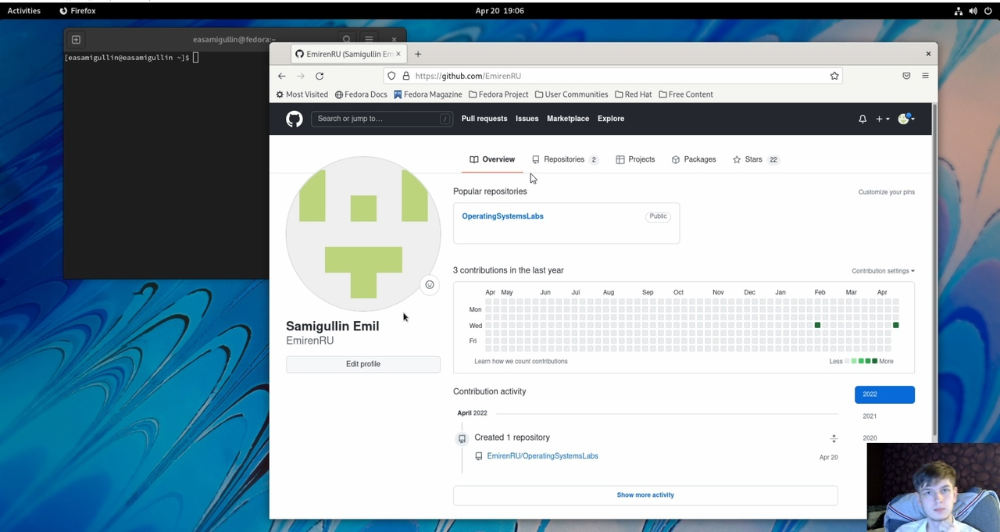 Activities
Firefox
Apr 20 19:06
easamigullin@fedora:~
[easamigullin@easamigullin ~]$
EmirenRU (Samigullin Em
https://github.com/EmirenRU
Most Visited
Fedora Docs
Fedora Magazine
Fedora Project
User Communities
Red Hat
Free Content
Search or jump to...
/
Pull requests
Issues
Marketplace
Explore
Overview
Repositories 2
Projects
Packages
Stars 22
Popular repositories
Customize your pins
OperatingSystemsLabs
Public
3 contributions in the last year
Contribution settings
Apr May Jun Jul Aug Sep Oct Nov Dec Jan Feb Mar Apr
Mon
Wed
Fri
Learn how we count contributions
Less
More
Samigullin Emil
EmirenRU
Edit profile
Contribution activity
2022
2021
2020
April 2022
Created 1 repository
EmirenRU/OperatingSystemsLabs
Apr 20
Show more activity